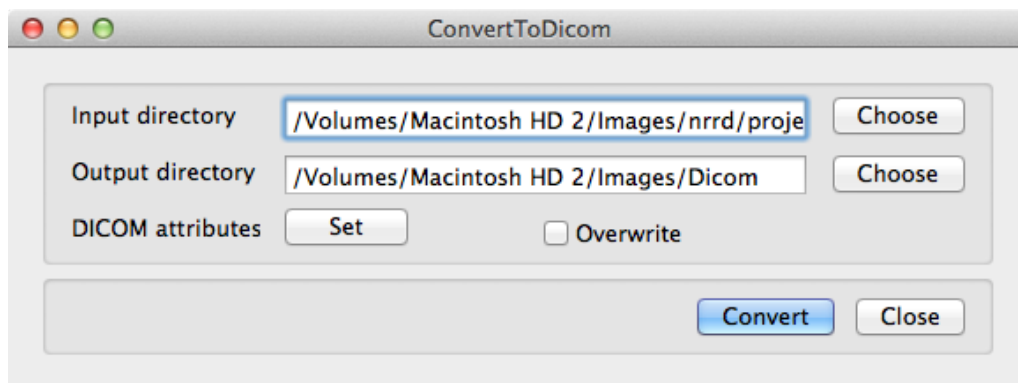 ConvertToDicom
Input directory /Volumes/Macintosh HD 2/Images/nrrd/proje Choose
Output directory /Volumes/Macintosh HD 2/Images/Dicom Choose
DICOM attributes Set Overwrite
Convert Close